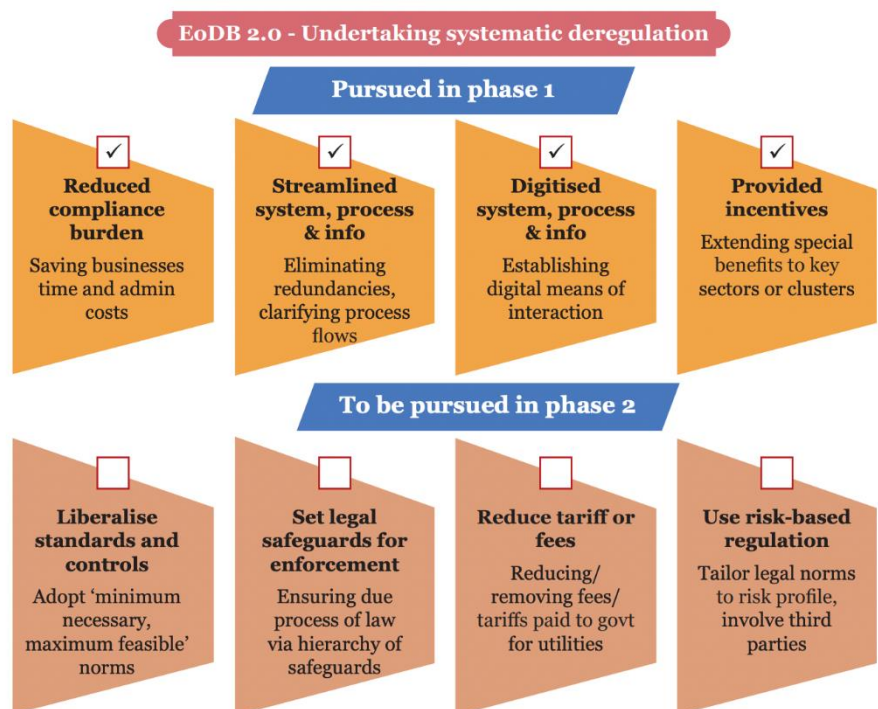 EoDB 2.0 - Undertaking systematic deregulation
Pursued in phase 1
Reduced
compliance
burden
Saving businesses
time and admin
costs
Streamlined
system, process
& info
Eliminating
redundancies,
clarifying process
flows
Digitised
system, process
& info
Establishing
digital means of
interaction
Provided
incentives
Extending special
benefits to key
sectors or clusters
To be pursued in phase 2
Liberalise
standards and
controls
Adopt ‘minimum
necessary,
maximum feasible’
norms
Set legal
safeguards for
enforcement
Ensuring due
process of law
via hierarchy of
safeguards
Reduce tariff or
fees
Reducing/
removing fees/
tariffs paid to govt
for utilities
Use risk-based
regulation
Tailor legal norms
to risk profile,
involve third
parties